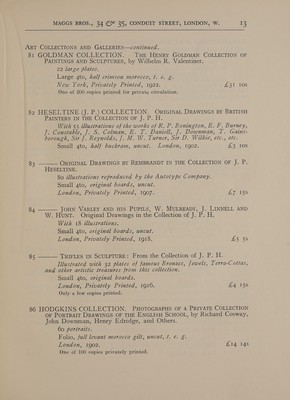 MAGGS BROS., 34 & 35, CONDUIT STREET, LONDON, W. 13
ART COLLECTIONS AND GALLERIES—continued.
81 GOLDMAN COLLECTION. THE HENRY GOLDMAN COLLECTION OF
PAINTINGS AND SCULPTURES, by Wilhelm R. Valentiner.
22 large plates.
Large 4to, half crimson morocco, t. e. g.
New York, Privately Printed, 1922. £31 10s
One of 200 copies printed for private circulation.
82 HESELTINE (J. P.) COLLECTION. ORIGINAL DRAWINGS BY BRITISH
PAINTERS IN THE COLLECTION OF J. P. H.
With 53 illustrations of the works of R. P. Bonington, E. F. Burney,
J. Constable, J. S. Cotman, E. T. Daniell, J. Downman, T. Gains-
borough, Sir J. Reynolds, J. M. W. Turner, Sir D. Wilkie, etc., etc.
Small 4to, half buckram, uncut. London, 1902. £3 10s
83 —— ORIGINAL DRAWINGS BY REMBRANDT IN THE COLLECTION OF J. P.
HESELTINE.
80 illustrations reproduced by the Autotype Company.
Small 4to, original boards, uncut.
London, Privately Printed, 1907. £7 15s
84 —— JOHN VARLEY AND HIS PUPILS, W. MULREADY, J. LINNELL AND
W. HUNT. Original Drawings in the Collection of J. P. H.
With 18 illustrations.
Small 4to, original boards, uncut.
London, Privately Printed, 1918. £5 5s
85 —— TRIFLES IN SCULPTURE: From the Collection of J. P. H.
Illustrated with 32 plates of famous Bronzes, Jewels, Terra-Cottas,
and other artistic treasures from this collection.
Small 4to, original boards.
London, Privately Printed, 1916. £4 15s
Only a few copies printed.
86 HODGKINS COLLECTION. PHOTOGRAPHS OF A PRIVATE COLLECTION
OF PORTRAIT DRAWINGS OF THE ENGLISH SCHOOL, by Richard Cosway,
John Downman, Henry Edridge, and Others.
60 portraits.
Folio, full levant morocco gilt, uncut, t. e. g.
London, 1902. £14 14s
One of 100 copies privately printed.